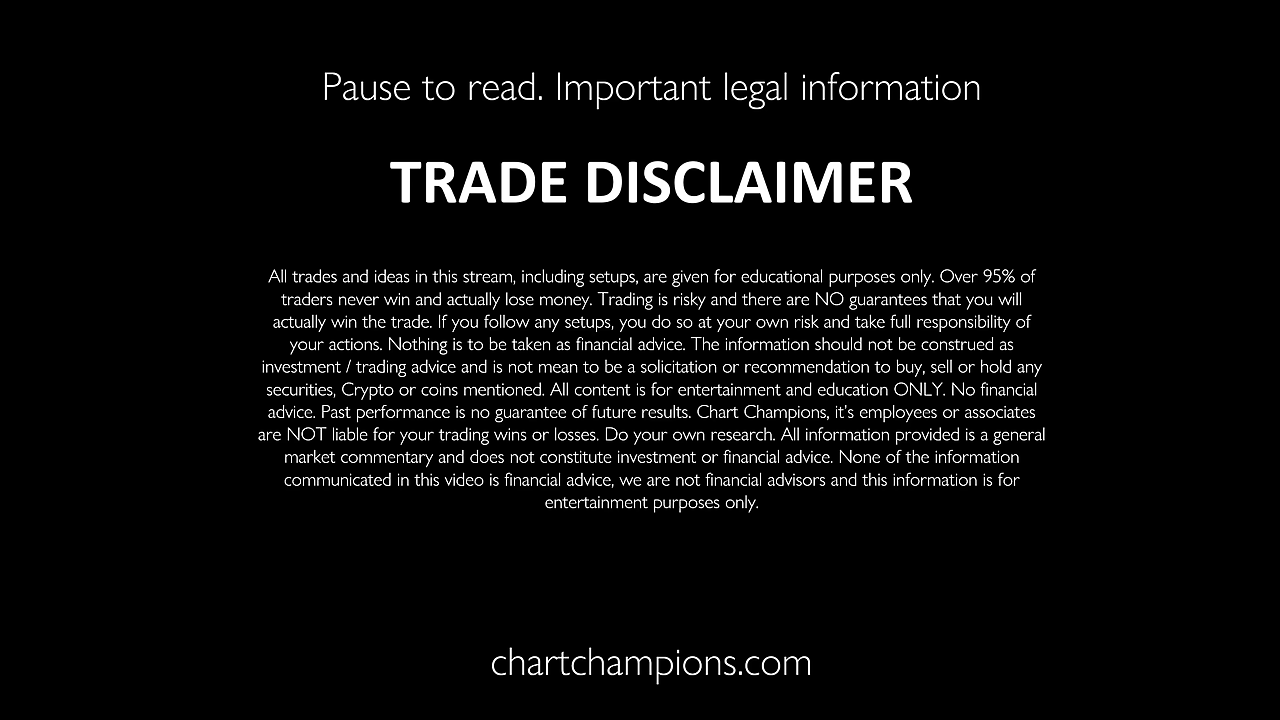 Pause to read. Important legal information
TRADE DISCLAIMER
All trades and ideas in this stream, including setups, are given for educational purposes only. Over 95% of
traders never win and actually lose money. Trading is risky and there are NO guarantees that you will
actually win the trade. If you follow any setups, you do so at your own risk and take full responsibility of
your actions. Nothing is to be taken as financial advice. The information should not be construed as
investment / trading advice and is not mean to be a solicitation or recommendation to buy, sell or hold any
securities, Crypto or coins mentioned. All content is for entertainment and education ONLY. No financial
advice. Past performance is no guarantee of future results. Chart Champions, it's employees or associates
are NOT liable for your trading wins or losses. Do your own research. All information provided is a general
market commentary and does not constitute investment or financial advice. None of the information
communicated in this video is financial advice, we are not financial advisors and this information is for
entertainment purposes only.
chartchampions.com